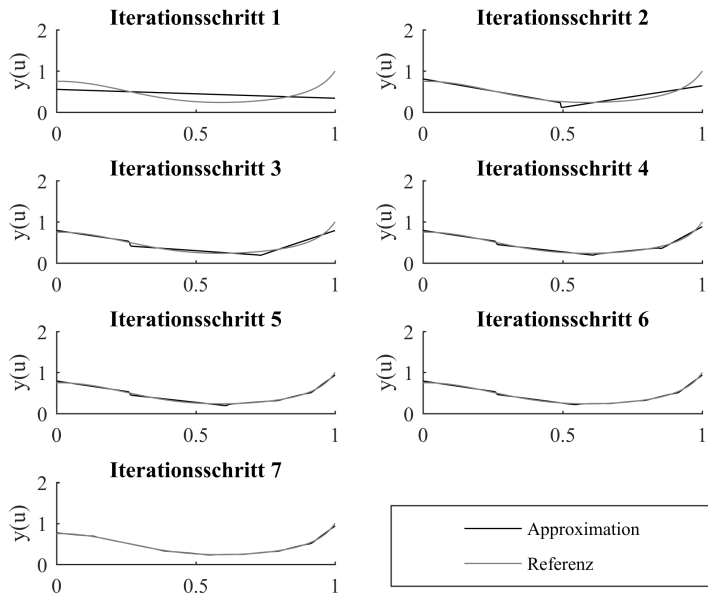 Iterationsschritt 1
y(u)
2
1
0
0
0.5
1
Iterationsschritt 2
y(u)
2
1
0
0
0.5
1
Iterationsschritt 3
y(u)
2
1
0
0
0.5
1
Iterationsschritt 4
y(u)
2
1
0
0
0.5
1
Iterationsschritt 5
y(u)
2
1
0
0
0.5
1
Iterationsschritt 6
y(u)
2
1
0
0
0.5
1
Iterationsschritt 7
y(u)
2
1
0
0
0.5
1
Approximation
Referenz